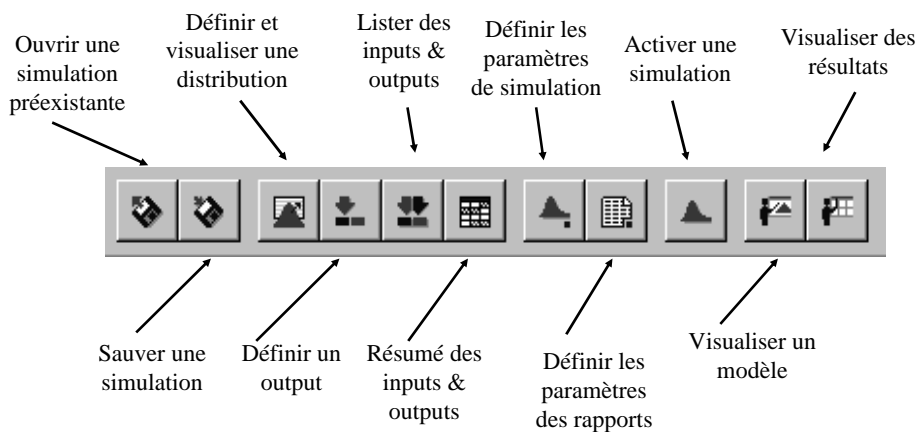 Ouvrir une
simulation
préexistante
Définir et
visualiser une
distribution
Lister des
inputs &
outputs
Définir les
paramètres
de simulation
Activer une
simulation
Visualiser des
résultats
Sauver une
simulation
Définir un
output
Résumé des
inputs &
outputs
Définir les
paramètres
des rapports
Visualiser un
modèle